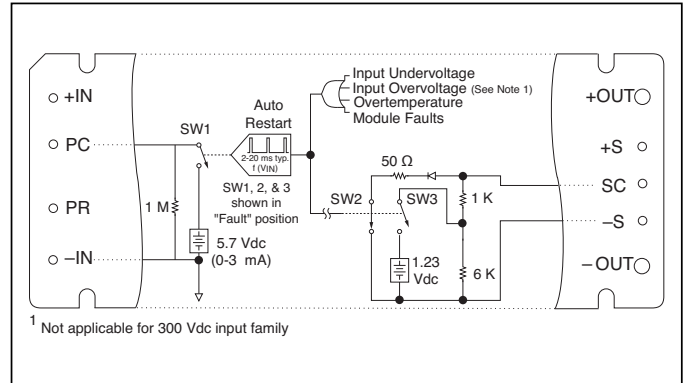 +IN
PC
PR
–IN
1 M
SW1
5.7 Vdc
(0-3 mA)
Auto
Restart
2-20 ms typ.
f (VIN)
SW1, 2, & 3
shown in
"Fault" position
Input Undervoltage
Input Overvoltage (See Note 1)
Overtemperature
Module Faults
50 Ω
SW2
SW3
1 K
1.23
Vdc
6 K
+OUT
+S
SC
–S
–OUT
1 Not applicable for 300 Vdc input family